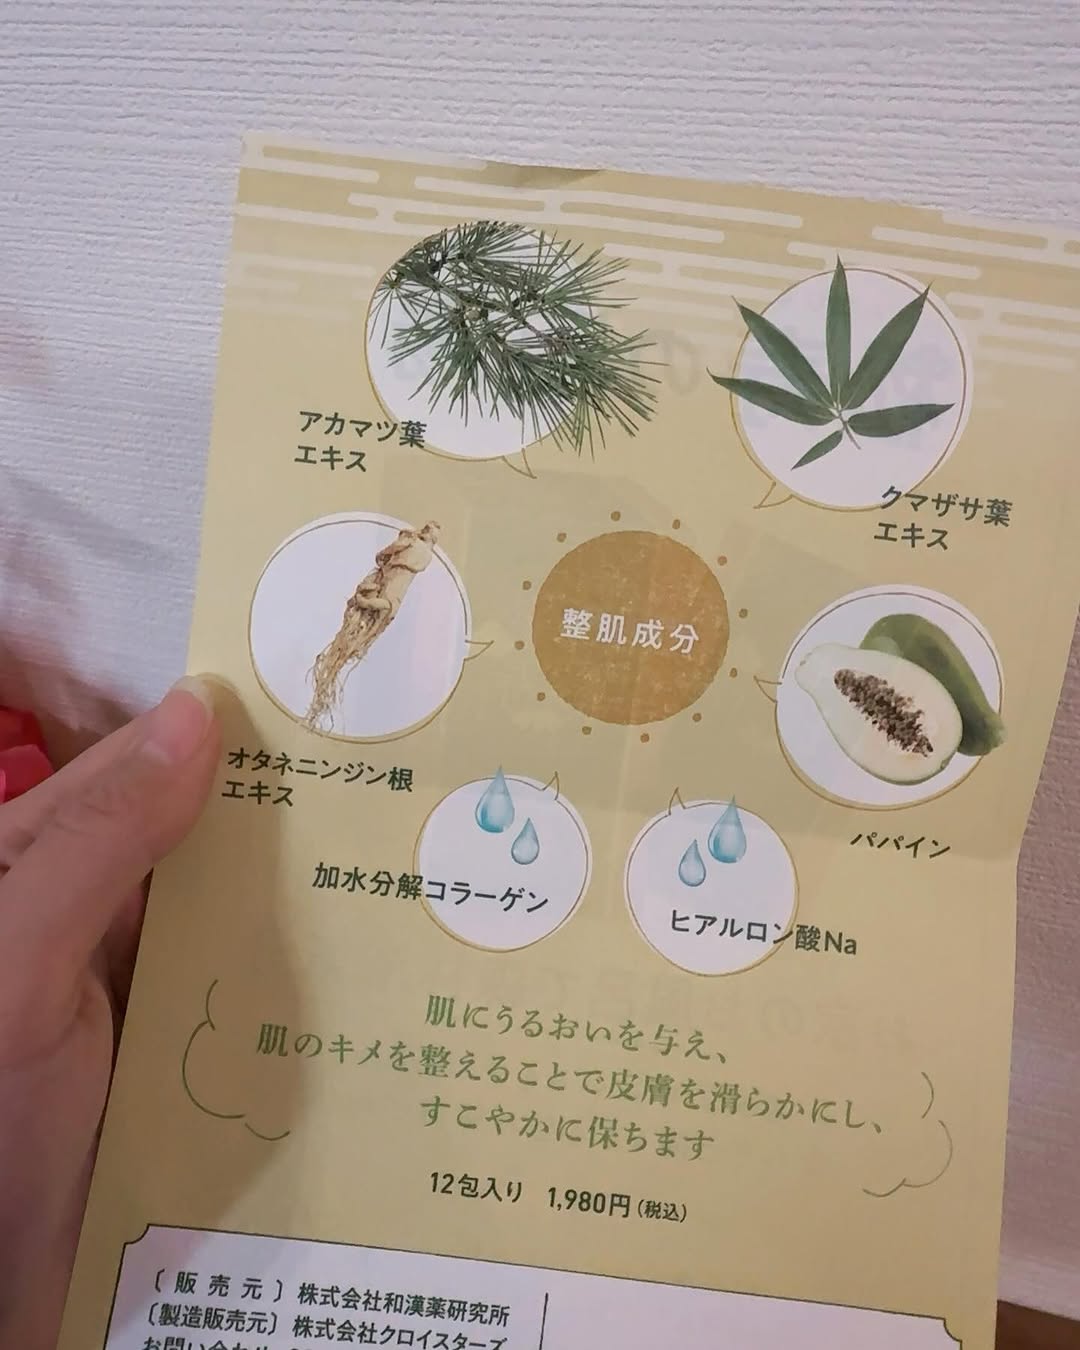 アカマツ葉
エキス
クマザサ葉
エキス
整肌成分
オタネニンジン根
エキス
パパイン
加水分解コラーゲン
ヒアルロン酸Na
肌にうるおいを与え、
肌のキメを整えることで皮膚を滑らかにし、
すこやかに保ちます
12包入り 1,980円(税込)
〔販売元〕株式会社和漢薬研究所
〔製造販売元〕株式会社クロイスターズ
お問い合わせ